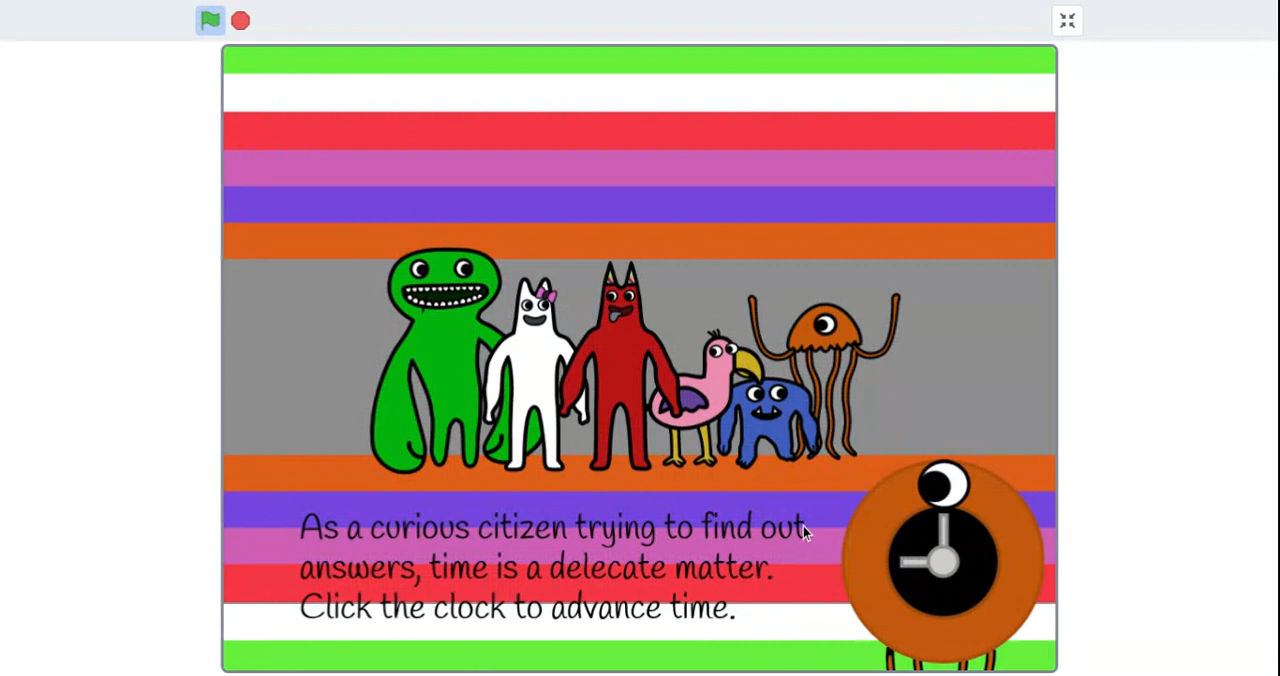 As a curious citizen trying to find out
answers, time is a delecate matter.
Click the clock to advance time.